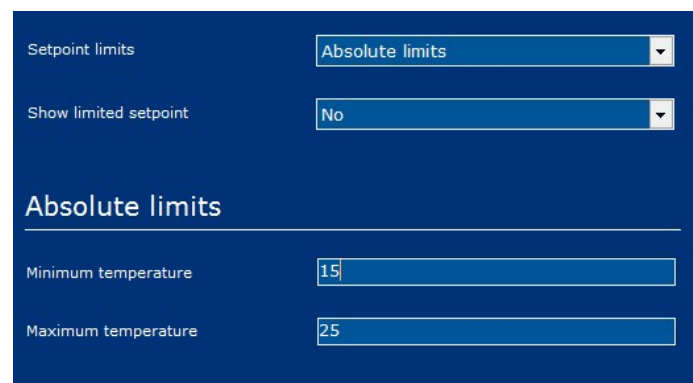 Setpoint limits Absolute limits
Show limited setpoint No
Absolute limits
Minimum temperature 15
Maximum temperature 25